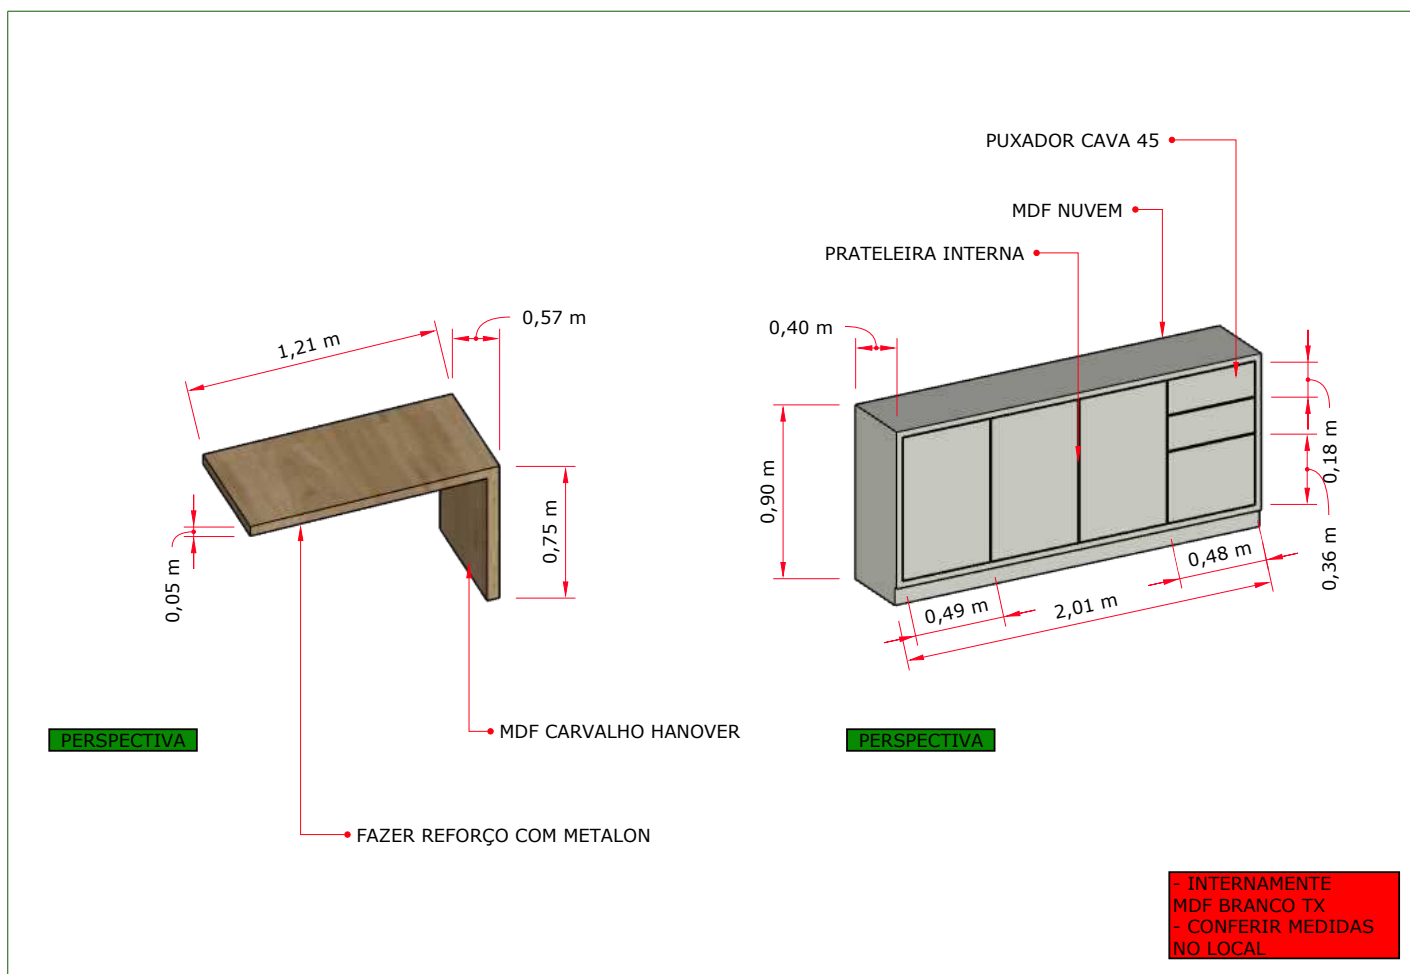 PUXADOR CAVA 45
MDF NUVEM
PRATELEIRA INTERNA
0,57 m
1,21 m
0,40 m
0,90 m
0,18 m
0,75 m
0,36 m
0,05 m
0,48 m
0,49 m
2,01 m
MDF CARVALHO HANOVER
PERSPECTIVA
PERSPECTIVA
FAZER REFORÇO COM METALON
- INTERNAMENTE
MDF BRANCO TX
- CONFERIR MEDIDAS
NO LOCAL